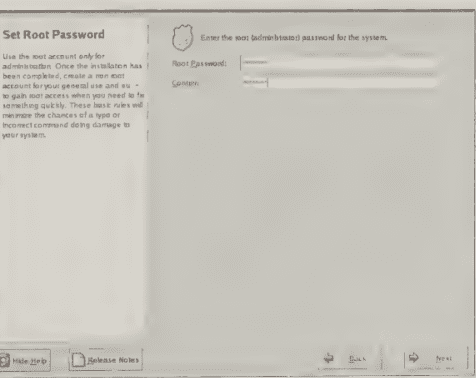 Set Root Password
Use the root account only for
administration. Once the installation has
been completed, create a non-root
account for your general use and su -
to gain root access when you need to fix
something quickly. These basic rules will
minimize the chances of a typo or
incorrect command doing damage to
your system.
Enter the root (administrator) password for the system.
Root Password:
Confirm:
Hide Help
Release Notes
Back
Next